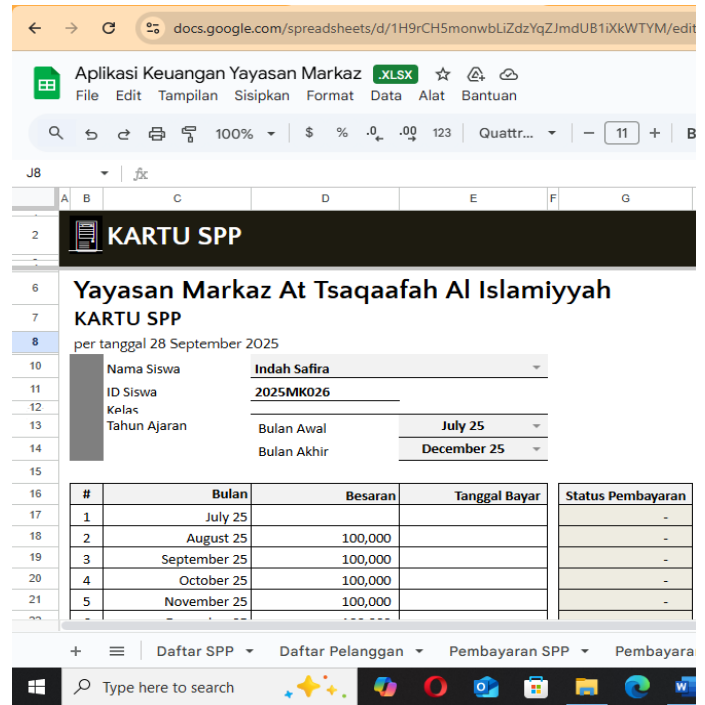 docs.google.com/spreadsheets/d/1H9rCH5monwbLiZdzYqZJmdUB1iXkWTYM/edit
Aplikasi Keuangan Yayasan Markaz .XLSX
File Edit Tampilan Sisipkan Format Data Alat Bantuan
100% $ % .0 .00 123 Quattr... − 11 + B
J8 fx
A B C D E F G
2 KARTU SPP
6 Yayasan Markaz At Tsaqaafah Al Islamiyyah
7 KARTU SPP
8 per tanggal 28 September 2025
10 Nama Siswa Indah Safira
11 ID Siswa 2025MK026
12 Kelas
13 Tahun Ajaran Bulan Awal July 25
14 Bulan Akhir December 25
15
16 # Bulan Besaran Tanggal Bayar Status Pembayaran
17 1 July 25 -
18 2 August 25 100,000 -
19 3 September 25 100,000 -
20 4 October 25 100,000 -
21 5 November 25 100,000 -
+ Daftar SPP Daftar Pelanggan Pembayaran SPP Pembayara
Type here to search